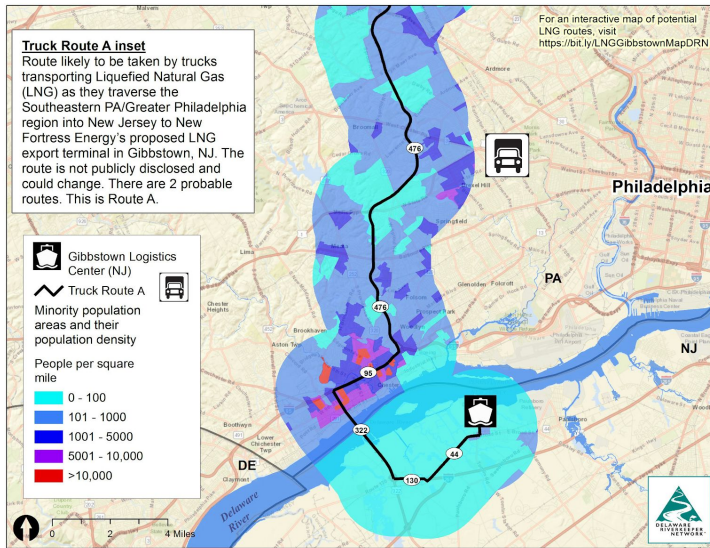 Truck Route A inset
Route likely to be taken by trucks
transporting Liquefied Natural Gas
(LNG) as they traverse the
Southeastern PA/Greater Philadelphia
region into New Jersey to New
Fortress Energy's proposed LNG
export terminal in Gibbstown, NJ. The
route is not publicly disclosed and
could change. There are 2 probable
routes. This is Route A.
For an interactive map of potential
LNG routes, visit
https://bit.ly/LNGGibbstownMapDRN
Malvern
Ardmore
476
Philadelphia
Springfield
Gibbstown Logistics
Center (NJ)
Truck Route A
Minority population
areas and their
population density
People per square
mile
0 - 100
101 - 1000
1001 - 5000
5001 - 10,000
>10,000
Lima
Chester
Heights
Glenolden
Folcroft
PA
476
Brookhaven
Aston Twp
NJ
95
322
44
130
Boothwyn
Lower
Chichester
Twp
Claymont
DE
Delaware
River
0
2
4 Miles
DELAWARE
RIVERKEEPER
NETWORK